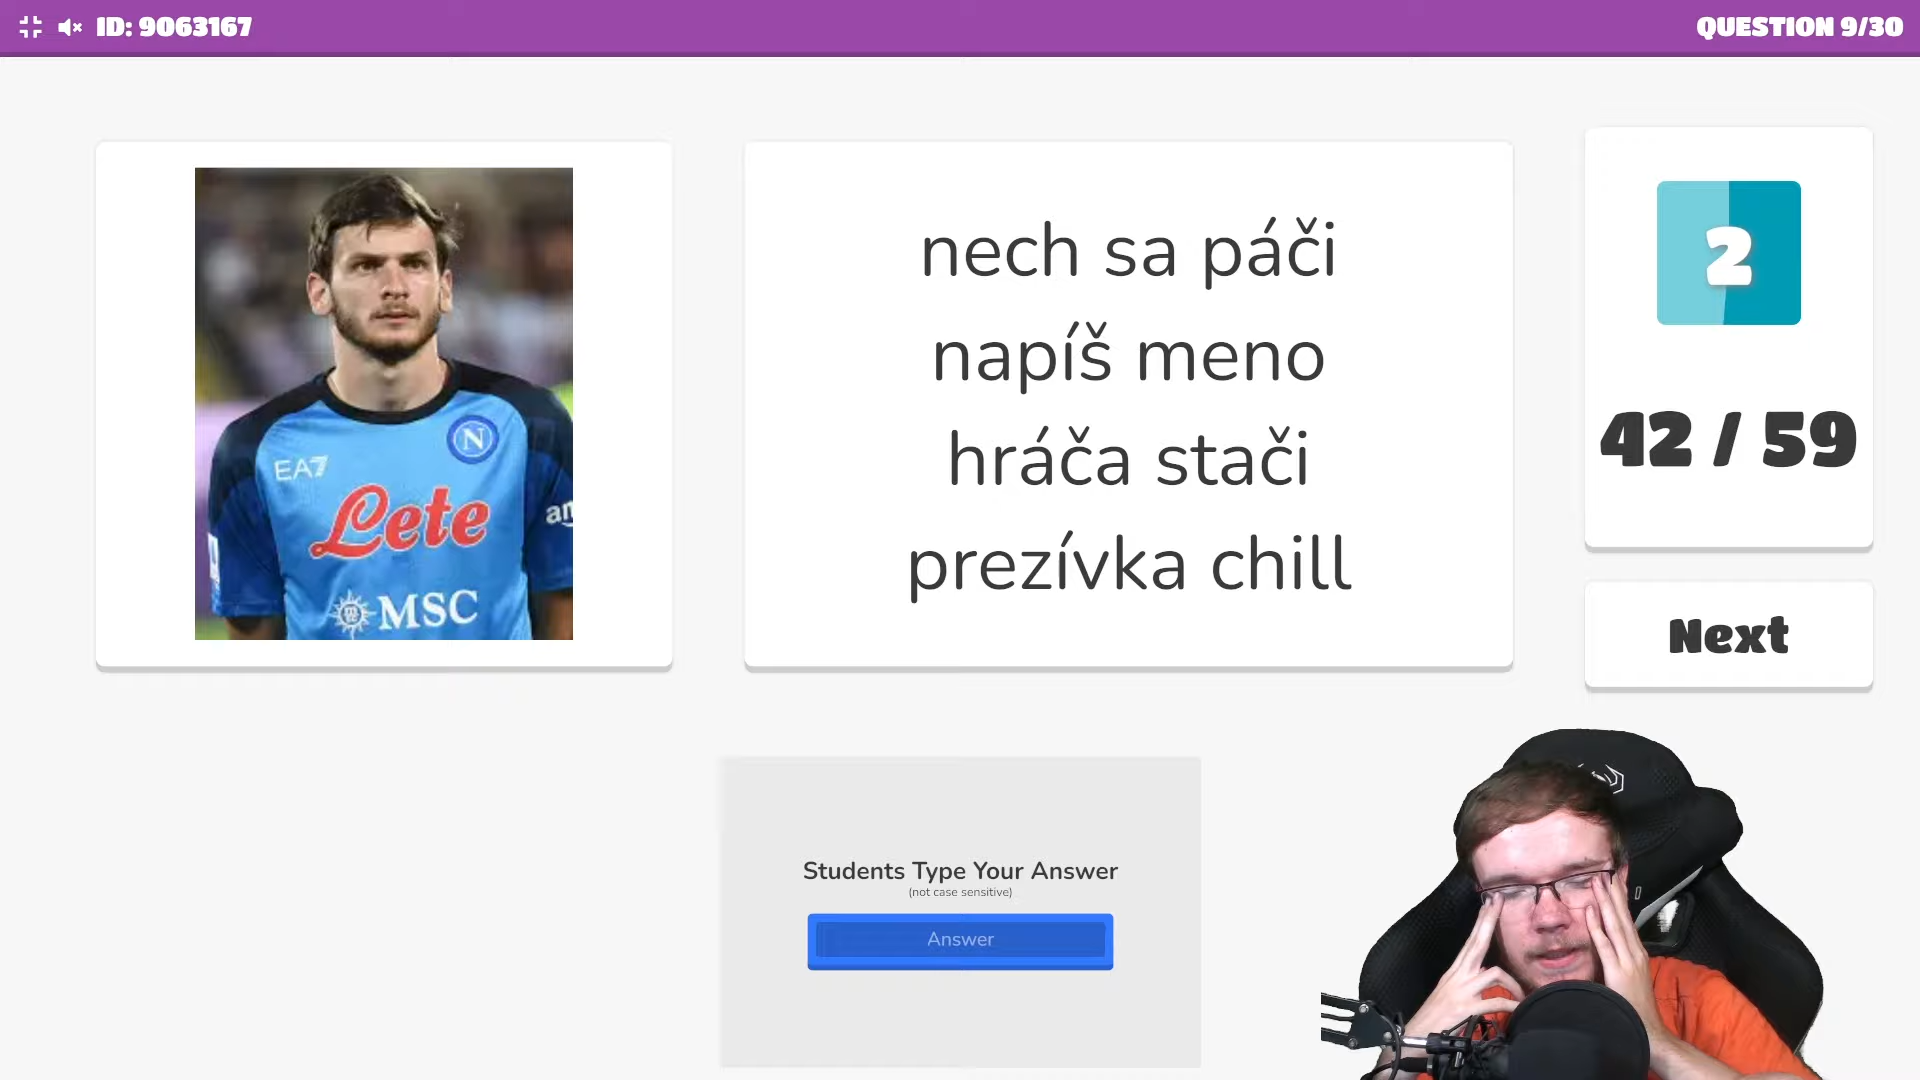 ID: 9063167
QUESTION 9/30
nech sa páči
napíš meno
hráča stači
prezívka chill
2
42 / 59
Next
N
EA7
Lete
MSC
Students Type Your Answer
(not case sensitive)
Answer